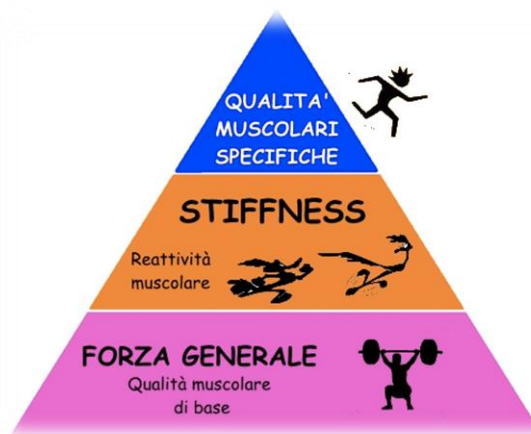 QUALITA'
MUSCOLARI
SPECIFICHE
STIFFNESS
Reattività
muscolare
FORZA GENERALE
Qualità muscolare
di base